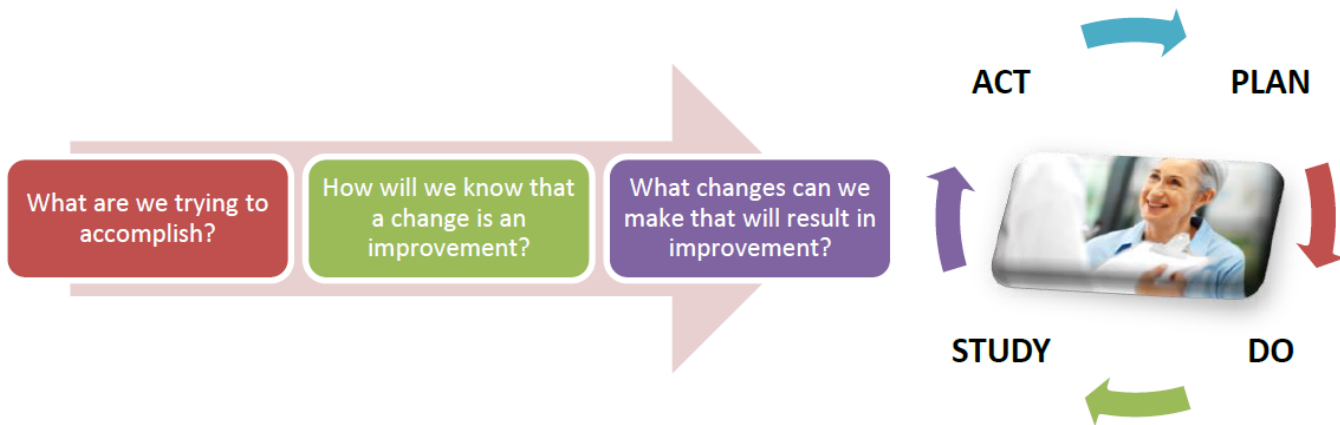 What are we trying to
accomplish?
How will we know that
a change is an
improvement?
What changes can we
make that will result in
improvement?
ACT
PLAN
STUDY
DO